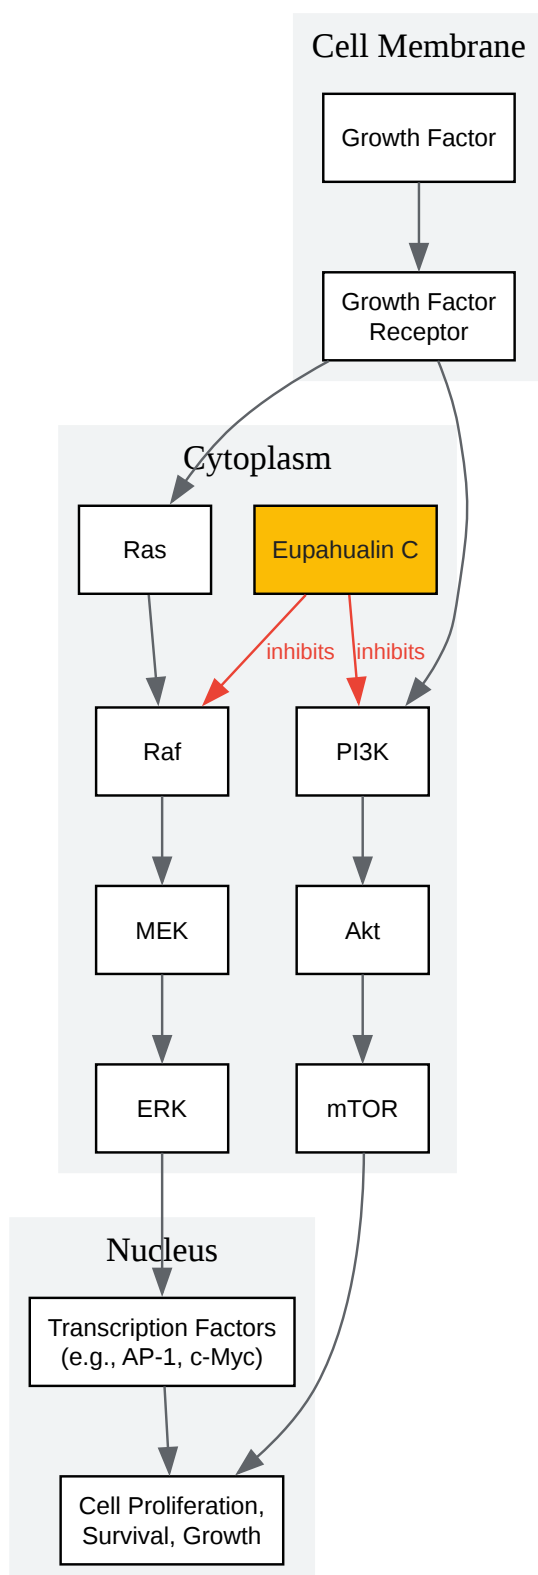 Cell Membrane
Growth Factor
Growth Factor
Receptor
Cytoplasm
Ras
Eupahualin C
inhibits
inhibits
Raf
PI3K
MEK
Akt
ERK
mTOR
Nucleus
Transcription Factors
(e.g., AP-1, c-Myc)
Cell Proliferation,
Survival, Growth